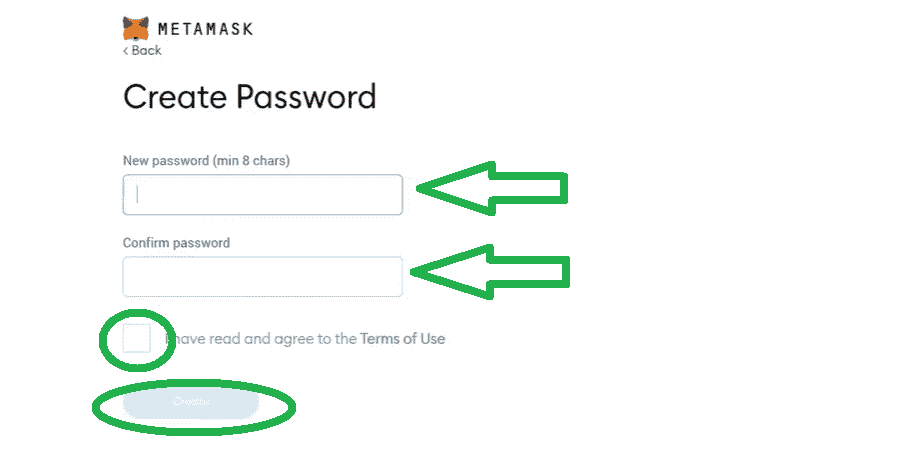 METAMASK
< Back
Create Password
New password (min 8 chars)
Confirm password
I have read and agree to the Terms of Use
Create